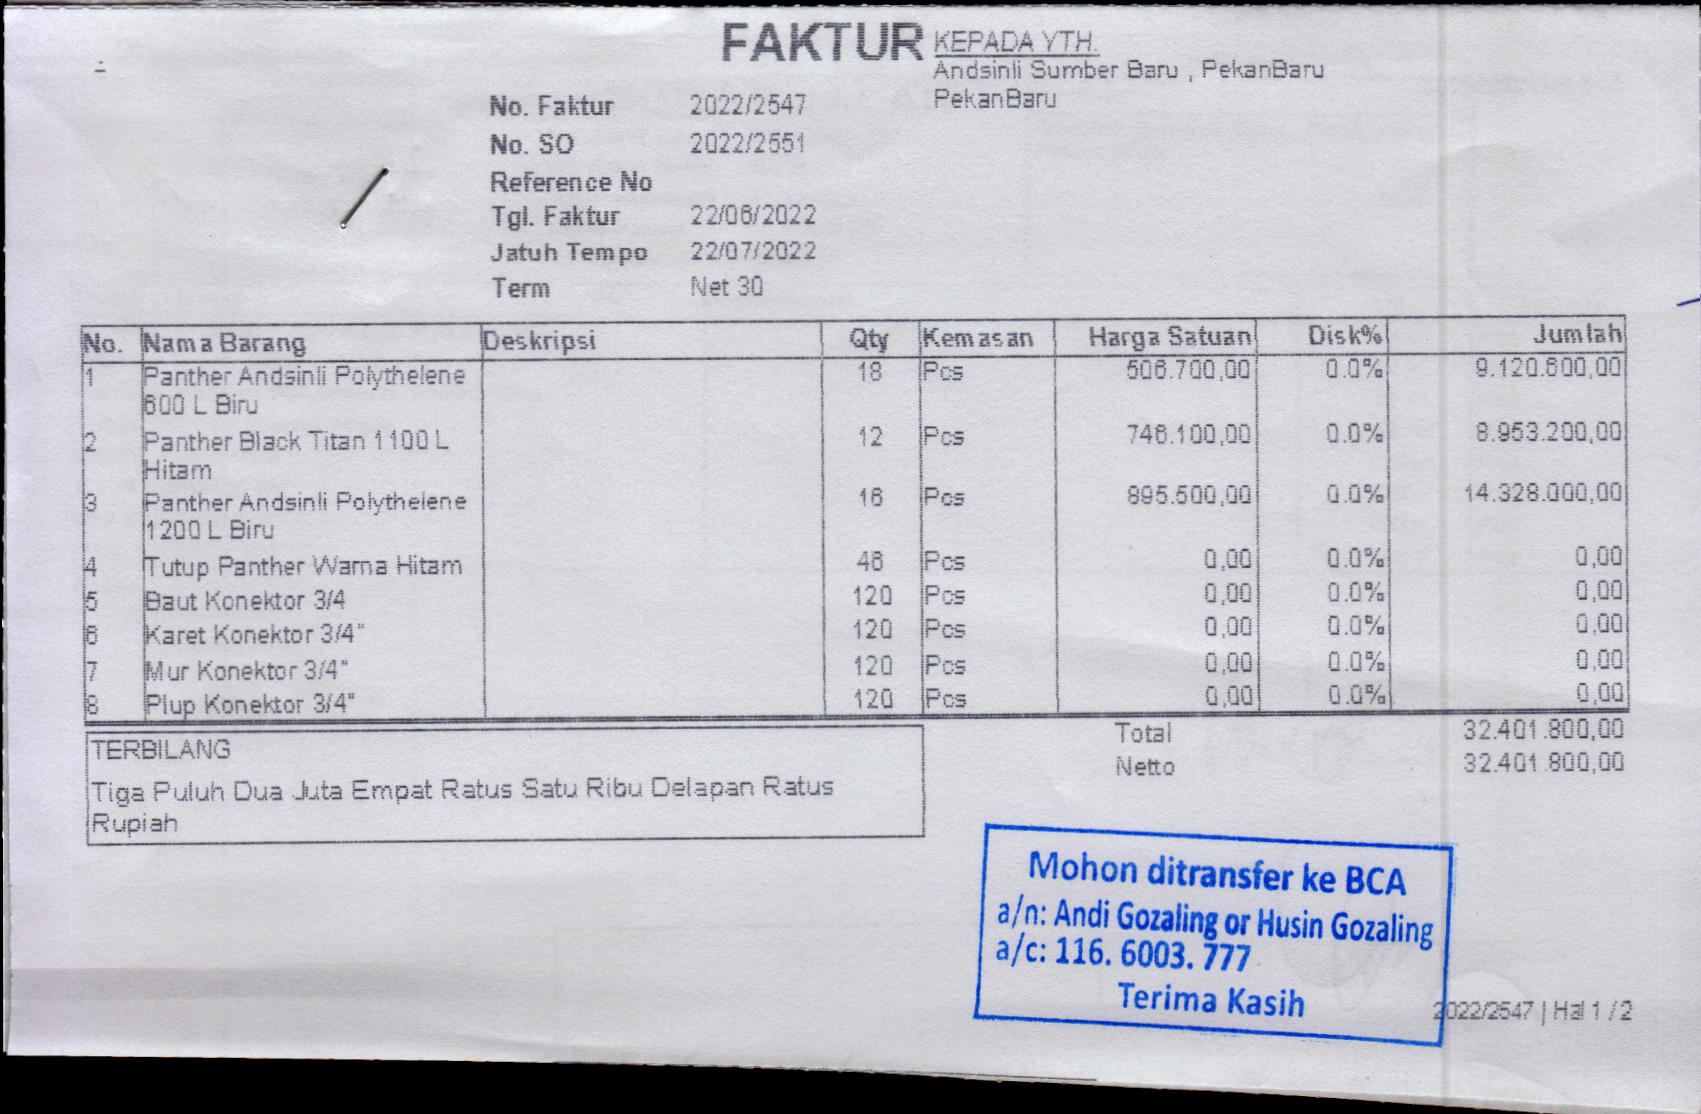 FAKTUR
KEPADA YTH.
Andsinli Sumber Baru , PekanBaru
PekanBaru
No. Faktur 2022/2547
No. SO 2022/2551
Reference No
Tgl. Faktur 22/06/2022
Jatuh Tempo 22/07/2022
Term Net 30
No. Nama Barang Deskripsi Qty Kemasan Harga Satuan Disk% Jumlah
1 Panther Andsinli Polythelene 18 Pcs 506.700,00 0.0% 9.120.600,00
600 L Biru
2 Panther Black Titan 1100 L 12 Pcs 746.100,00 0.0% 8.953.200,00
Hitam
3 Panther Andsinli Polythelene 16 Pcs 895.500,00 0.0% 14.328.000,00
1200 L Biru
4 Tutup Panther Warna Hitam 46 Pcs 0,00 0.0% 0,00
5 Baut Konektor 3/4 120 Pcs 0,00 0.0% 0,00
6 Karet Konektor 3/4" 120 Pcs 0,00 0.0% 0,00
7 Mur Konektor 3/4" 120 Pcs 0,00 0.0% 0,00
8 Plup Konektor 3/4" 120 Pcs 0,00 0.0% 0,00
Total 32.401.800,00
Netto 32.401.800,00
TERBILANG
Tiga Puluh Dua Juta Empat Ratus Satu Ribu Delapan Ratus
Rupiah
Mohon ditransfer ke BCA
a/n: Andi Gozaling or Husin Gozaling
a/c: 116. 6003. 777
Terima Kasih
2022/2547 | Hal 1 / 2